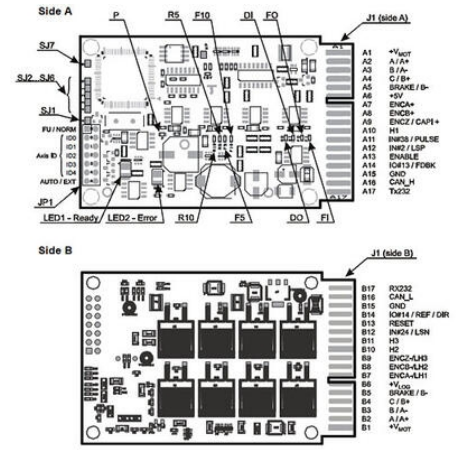 Side A
P
R5
F10
DI
FO
J1 (side A)
SJ7
SJ2...SJ6
SJ1
FU / NORM
ID0
ID1
Axis ID
ID2
ID3
ID4
AUTO / EXT
JP1
LED1 - Ready
LED2 - Error
R10
F5
DO
FI
A1
A17
A1 +VMOT
A2 A / A+
A3 B / A-
A4 C / B+
A5 BRAKE / B-
A6 +5V
A7 ENCA+
A8 ENCB+
A9 ENCZ / CAPI+
A10 H1
A11 IN#38 / PULSE
A12 IN#2 / LSP
A13 ENABLE
A14 IO#13 / FDBK
A15 GND
A16 CAN_H
A17 Tx232
Side B
J1 (side B)
B17 RX232
B16 CAN_L
B15 GND
B14 IO#14 / REF / DIR
B13 RESET
B12 IN#24 / LSN
B11 H3
B10 H2
B9 ENCZ-/LH3
B8 ENCB-/LH2
B7 ENCA-/LH1
B6 +VLOG
B5 BRAKE / B-
B4 C / B+
B3 B / A-
B2 A / A+
B1 +VMOT